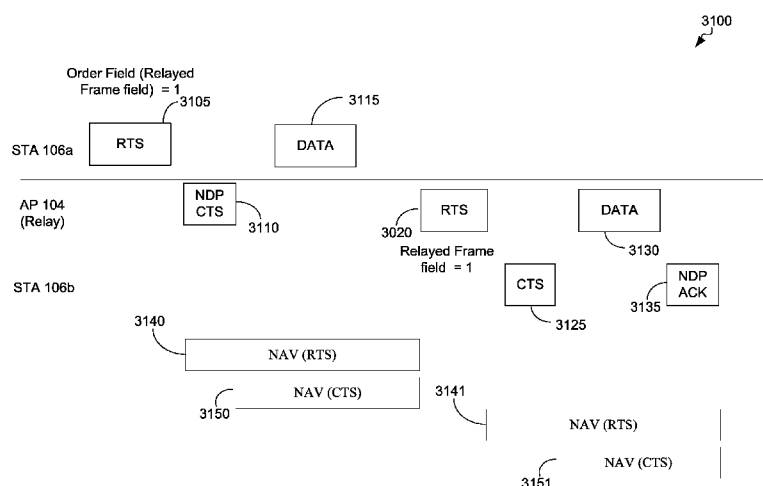 3100
Order Field (Relayed
Frame field) = 1
3105
3115
STA 106a
RTS
DATA
AP 104
(Relay)
NDP
CTS
3110
3020
RTS
Relayed Frame
field = 1
DATA
3130
STA 106b
CTS
3125
3135
NDP
ACK
3140
NAV (RTS)
3150
NAV (CTS)
3141
NAV (RTS)
3151
NAV (CTS)